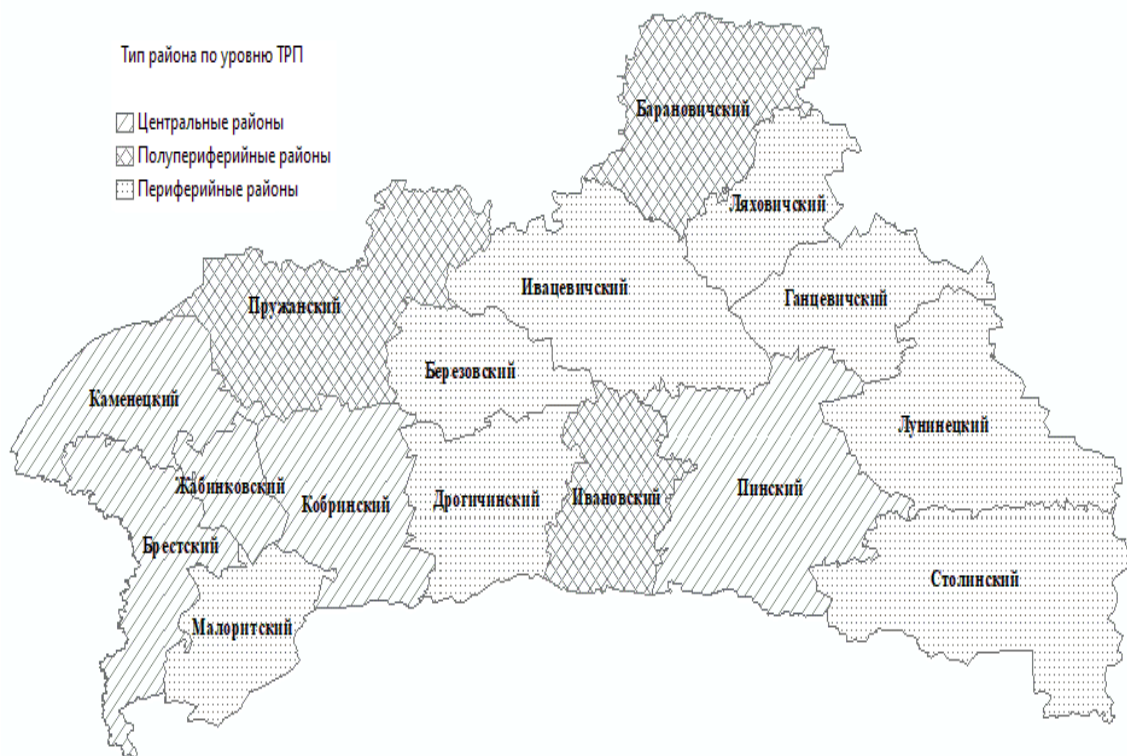 Тип района по уровню ТРП
Центральные районы
Полупериферийные районы
Периферийные районы
Барановичский
Ляховичский
Ивацевичский
Ганцевичский
Пружанский
Березовский
Каменецкий
Лунинецкий
Жабинковский
Кобринский
Дрогичинский
Ивановский
Пинский
Брестский
Столинский
Малоритский